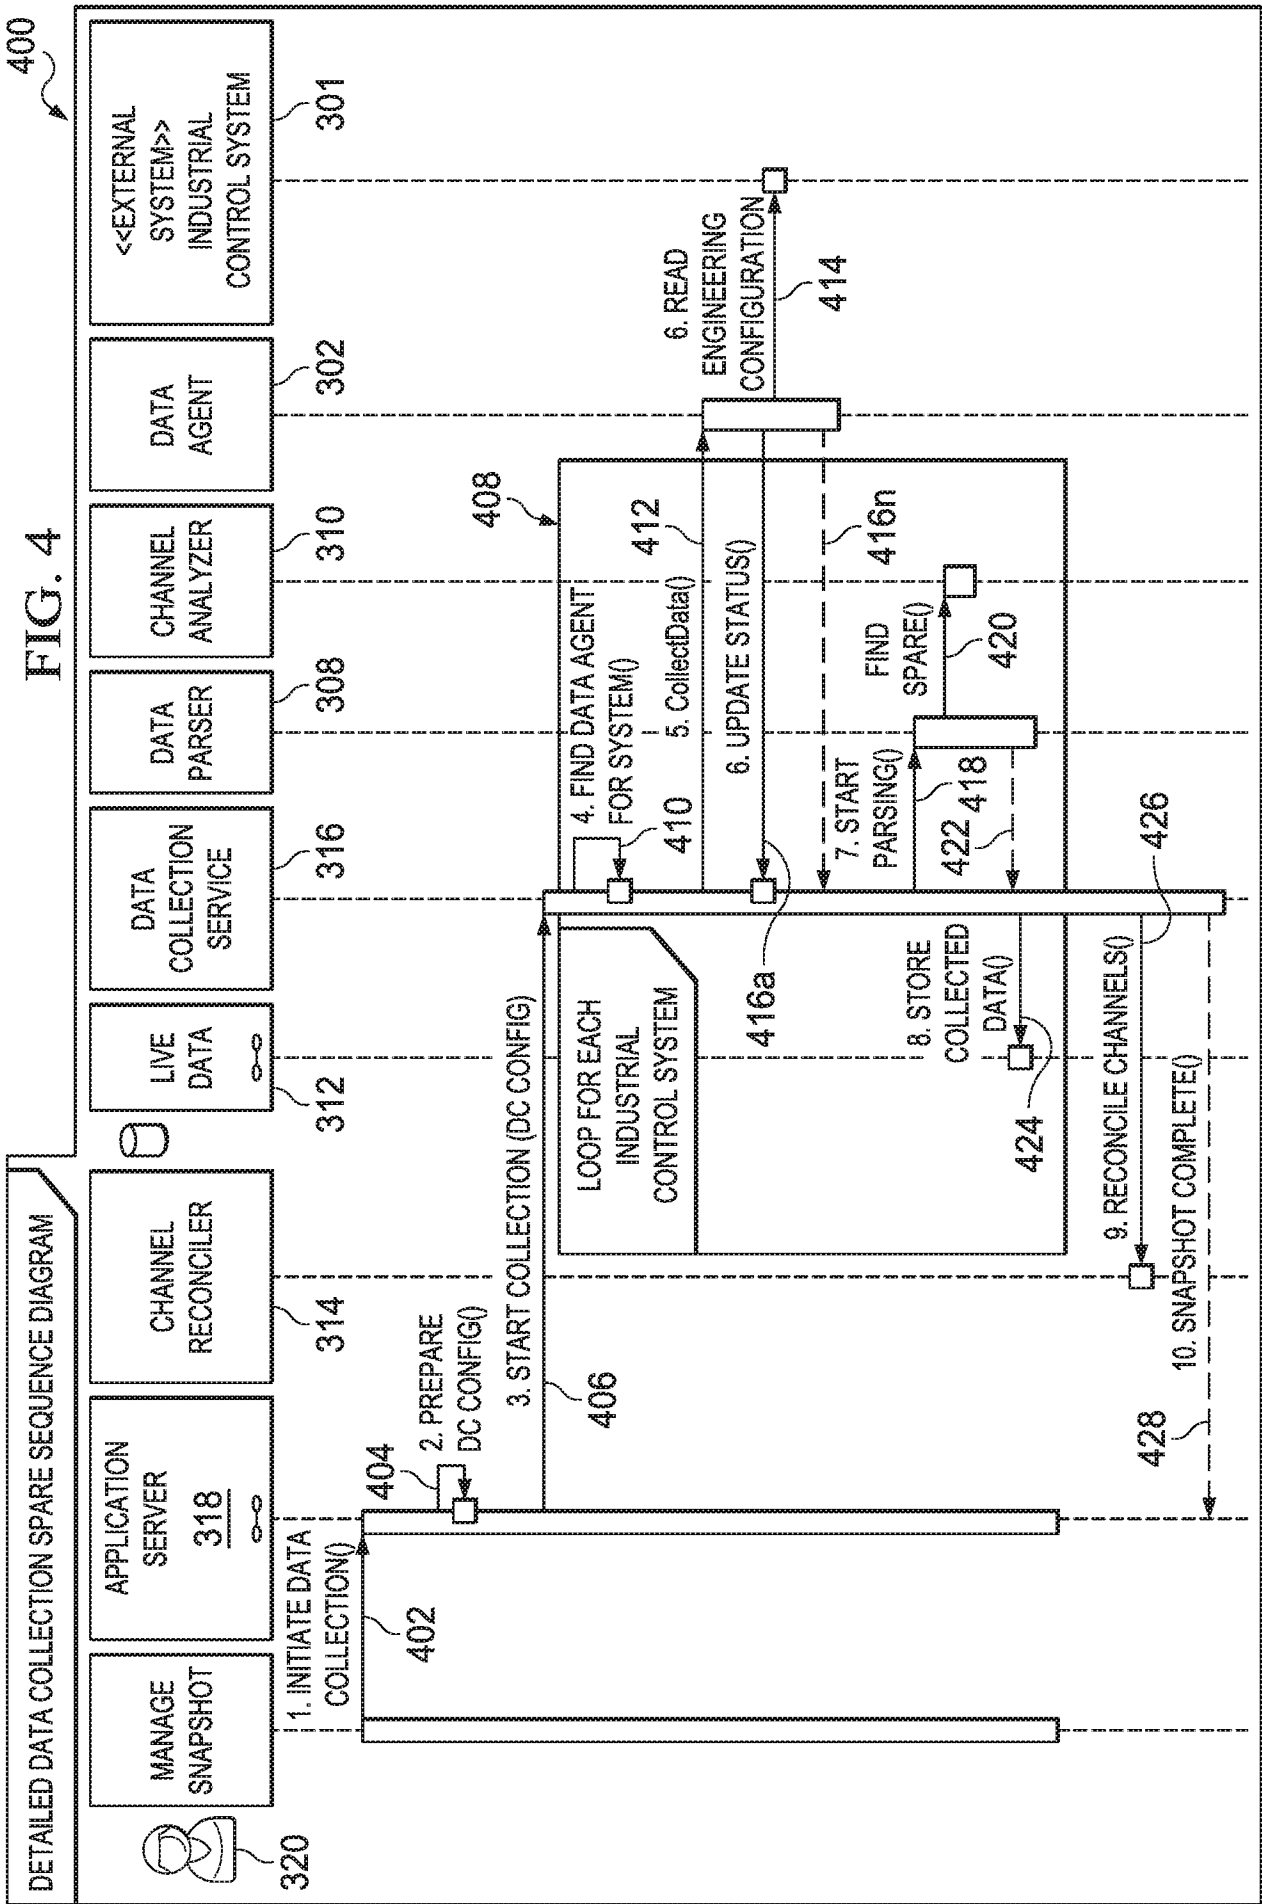 FIG. 4
400
DETAILED DATA COLLECTION SPARE SEQUENCE DIAGRAM
320
MANAGE
SNAPSHOT
APPLICATION
SERVER
318
CHANNEL
RECONCILER
314
LIVE
DATA
312
DATA
COLLECTION
SERVICE
316
DATA
PARSER
308
CHANNEL
ANALYZER
310
DATA
AGENT
302
<<EXTERNAL
SYSTEM>>
INDUSTRIAL
CONTROL SYSTEM
301
1. INITIATE DATA
COLLECTION()
402
404
2. PREPARE
DC CONFIG()
3. START COLLECTION (DC CONFIG)
406
408
LOOP FOR EACH
INDUSTRIAL
CONTROL SYSTEM
4. FIND DATA AGENT
FOR SYSTEM()
410
5. CollectData()
412
6. READ
ENGINEERING
CONFIGURATION
414
6. UPDATE STATUS()
416a
416n
7. START
PARSING()
418
FIND
SPARE()
420
422
8. STORE
COLLECTED
DATA()
424
9. RECONCILE CHANNELS()
426
10. SNAPSHOT COMPLETE()
428